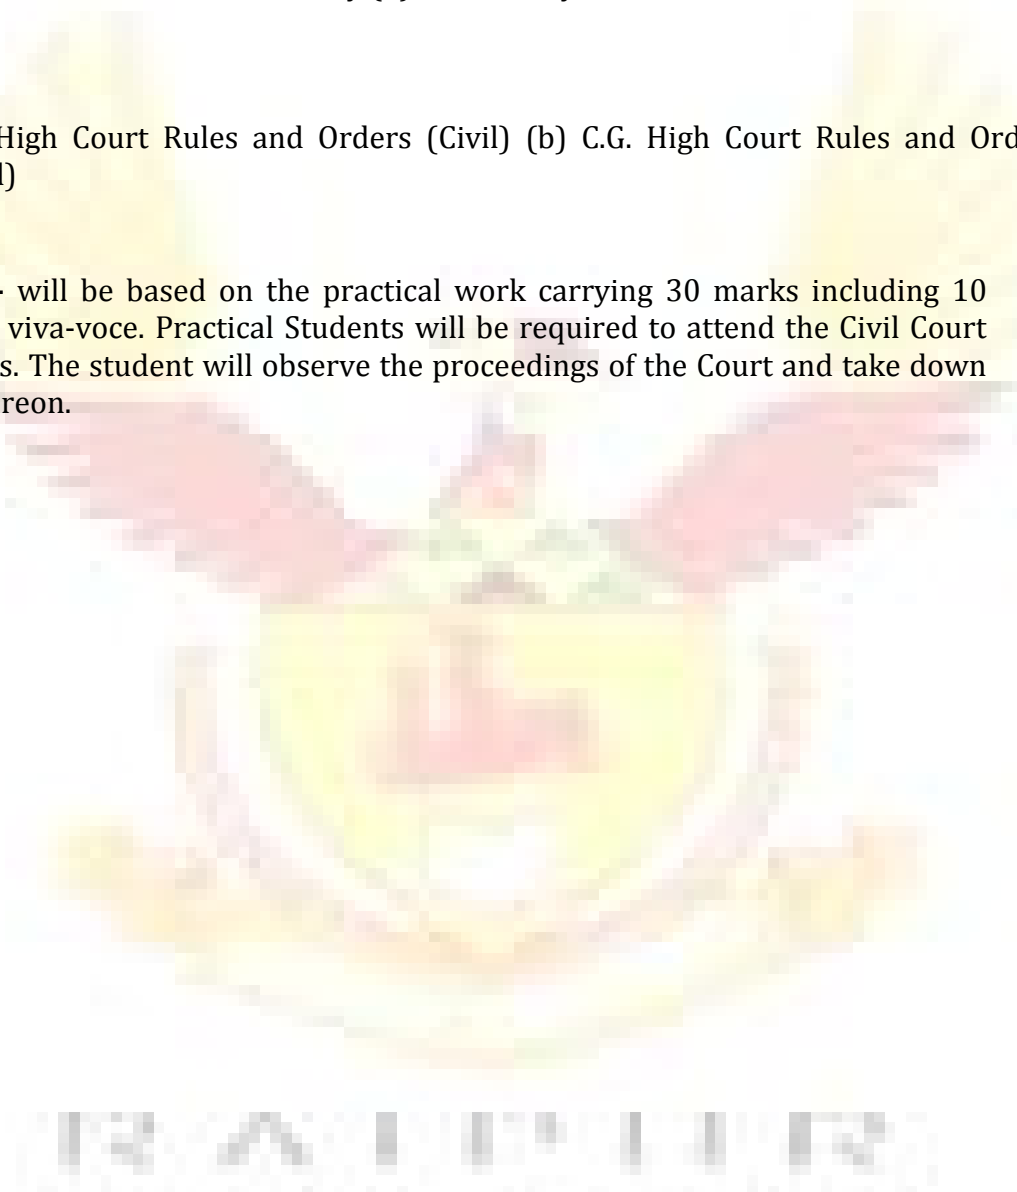 High Court Rules and Orders (Civil) (b) C.G. High Court Rules and Ord
l)
- will be based on the practical work carrying 30 marks including 10
viva-voce. Practical Students will be required to attend the Civil Court
s. The student will observe the proceedings of the Court and take down
reon.
RAIPUR